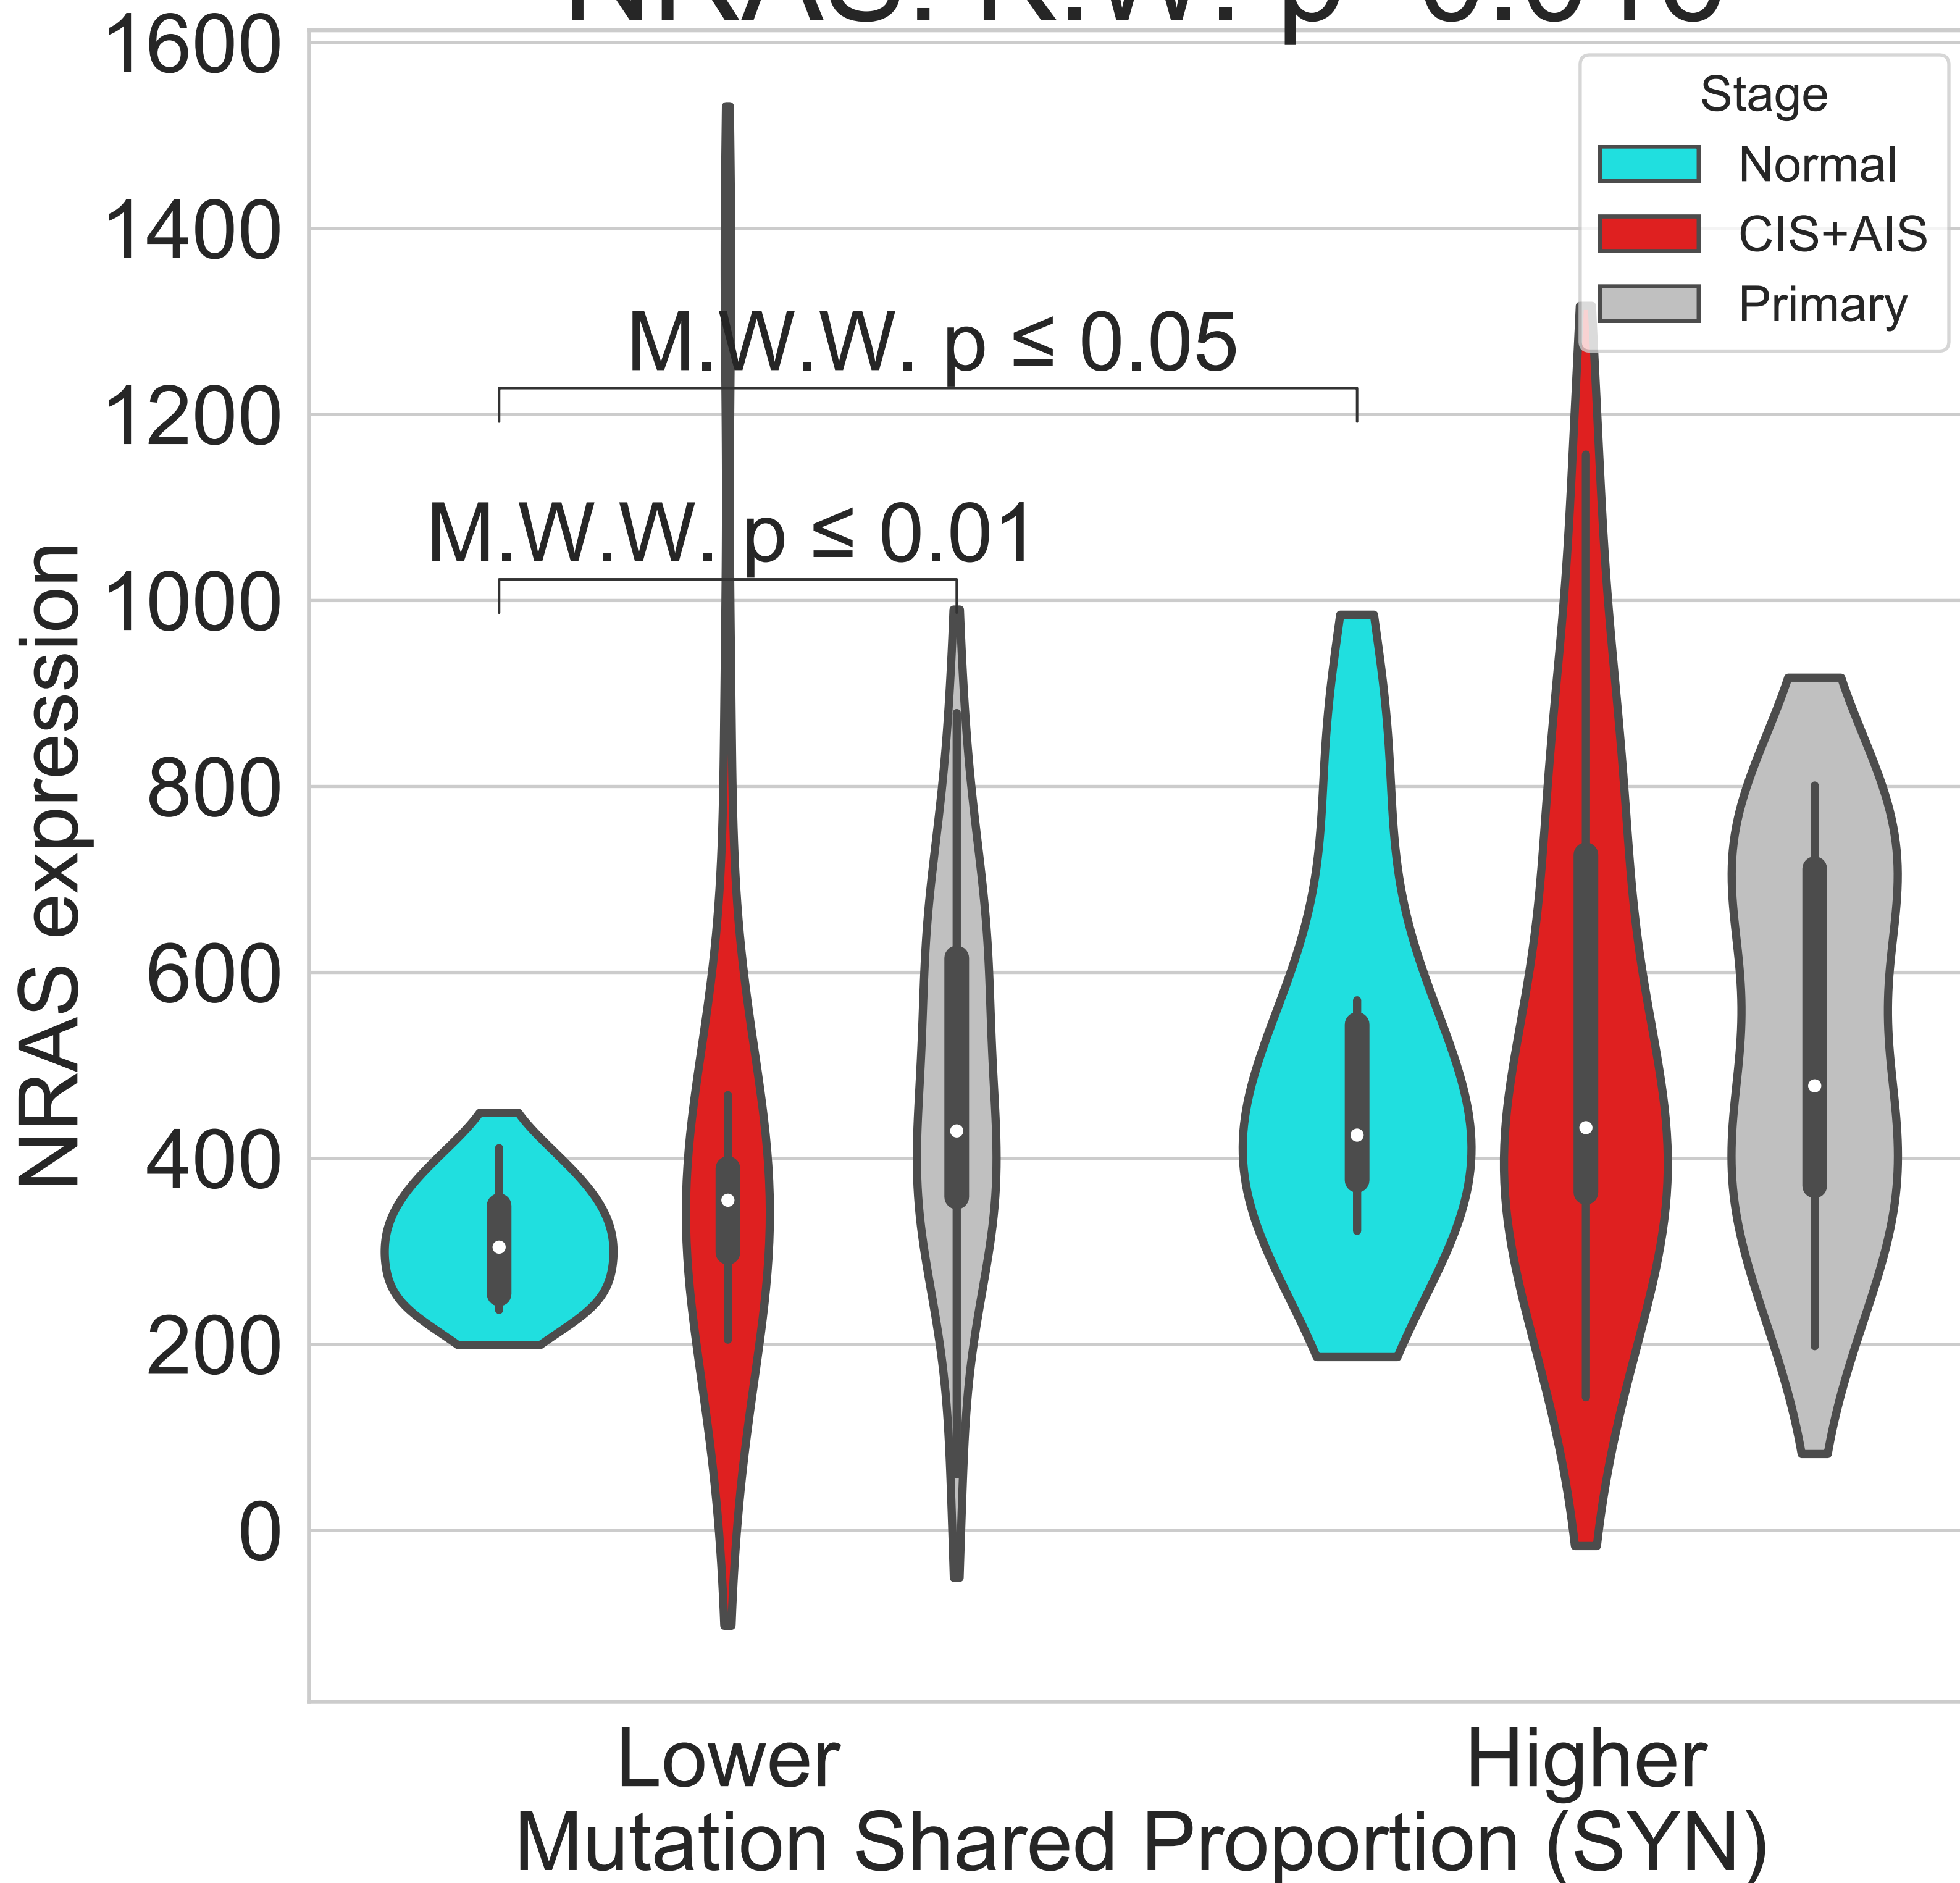 NRAS: K.W. p
1600
1400
1200
1000
800
600
400
200
0
NRAS expression
Stage
Normal
CIS+AIS
Primary
M.W.W. p ≤ 0.05
M.W.W. p ≤ 0.01
Lower
Higher
Mutation Shared Proportion (SYN)